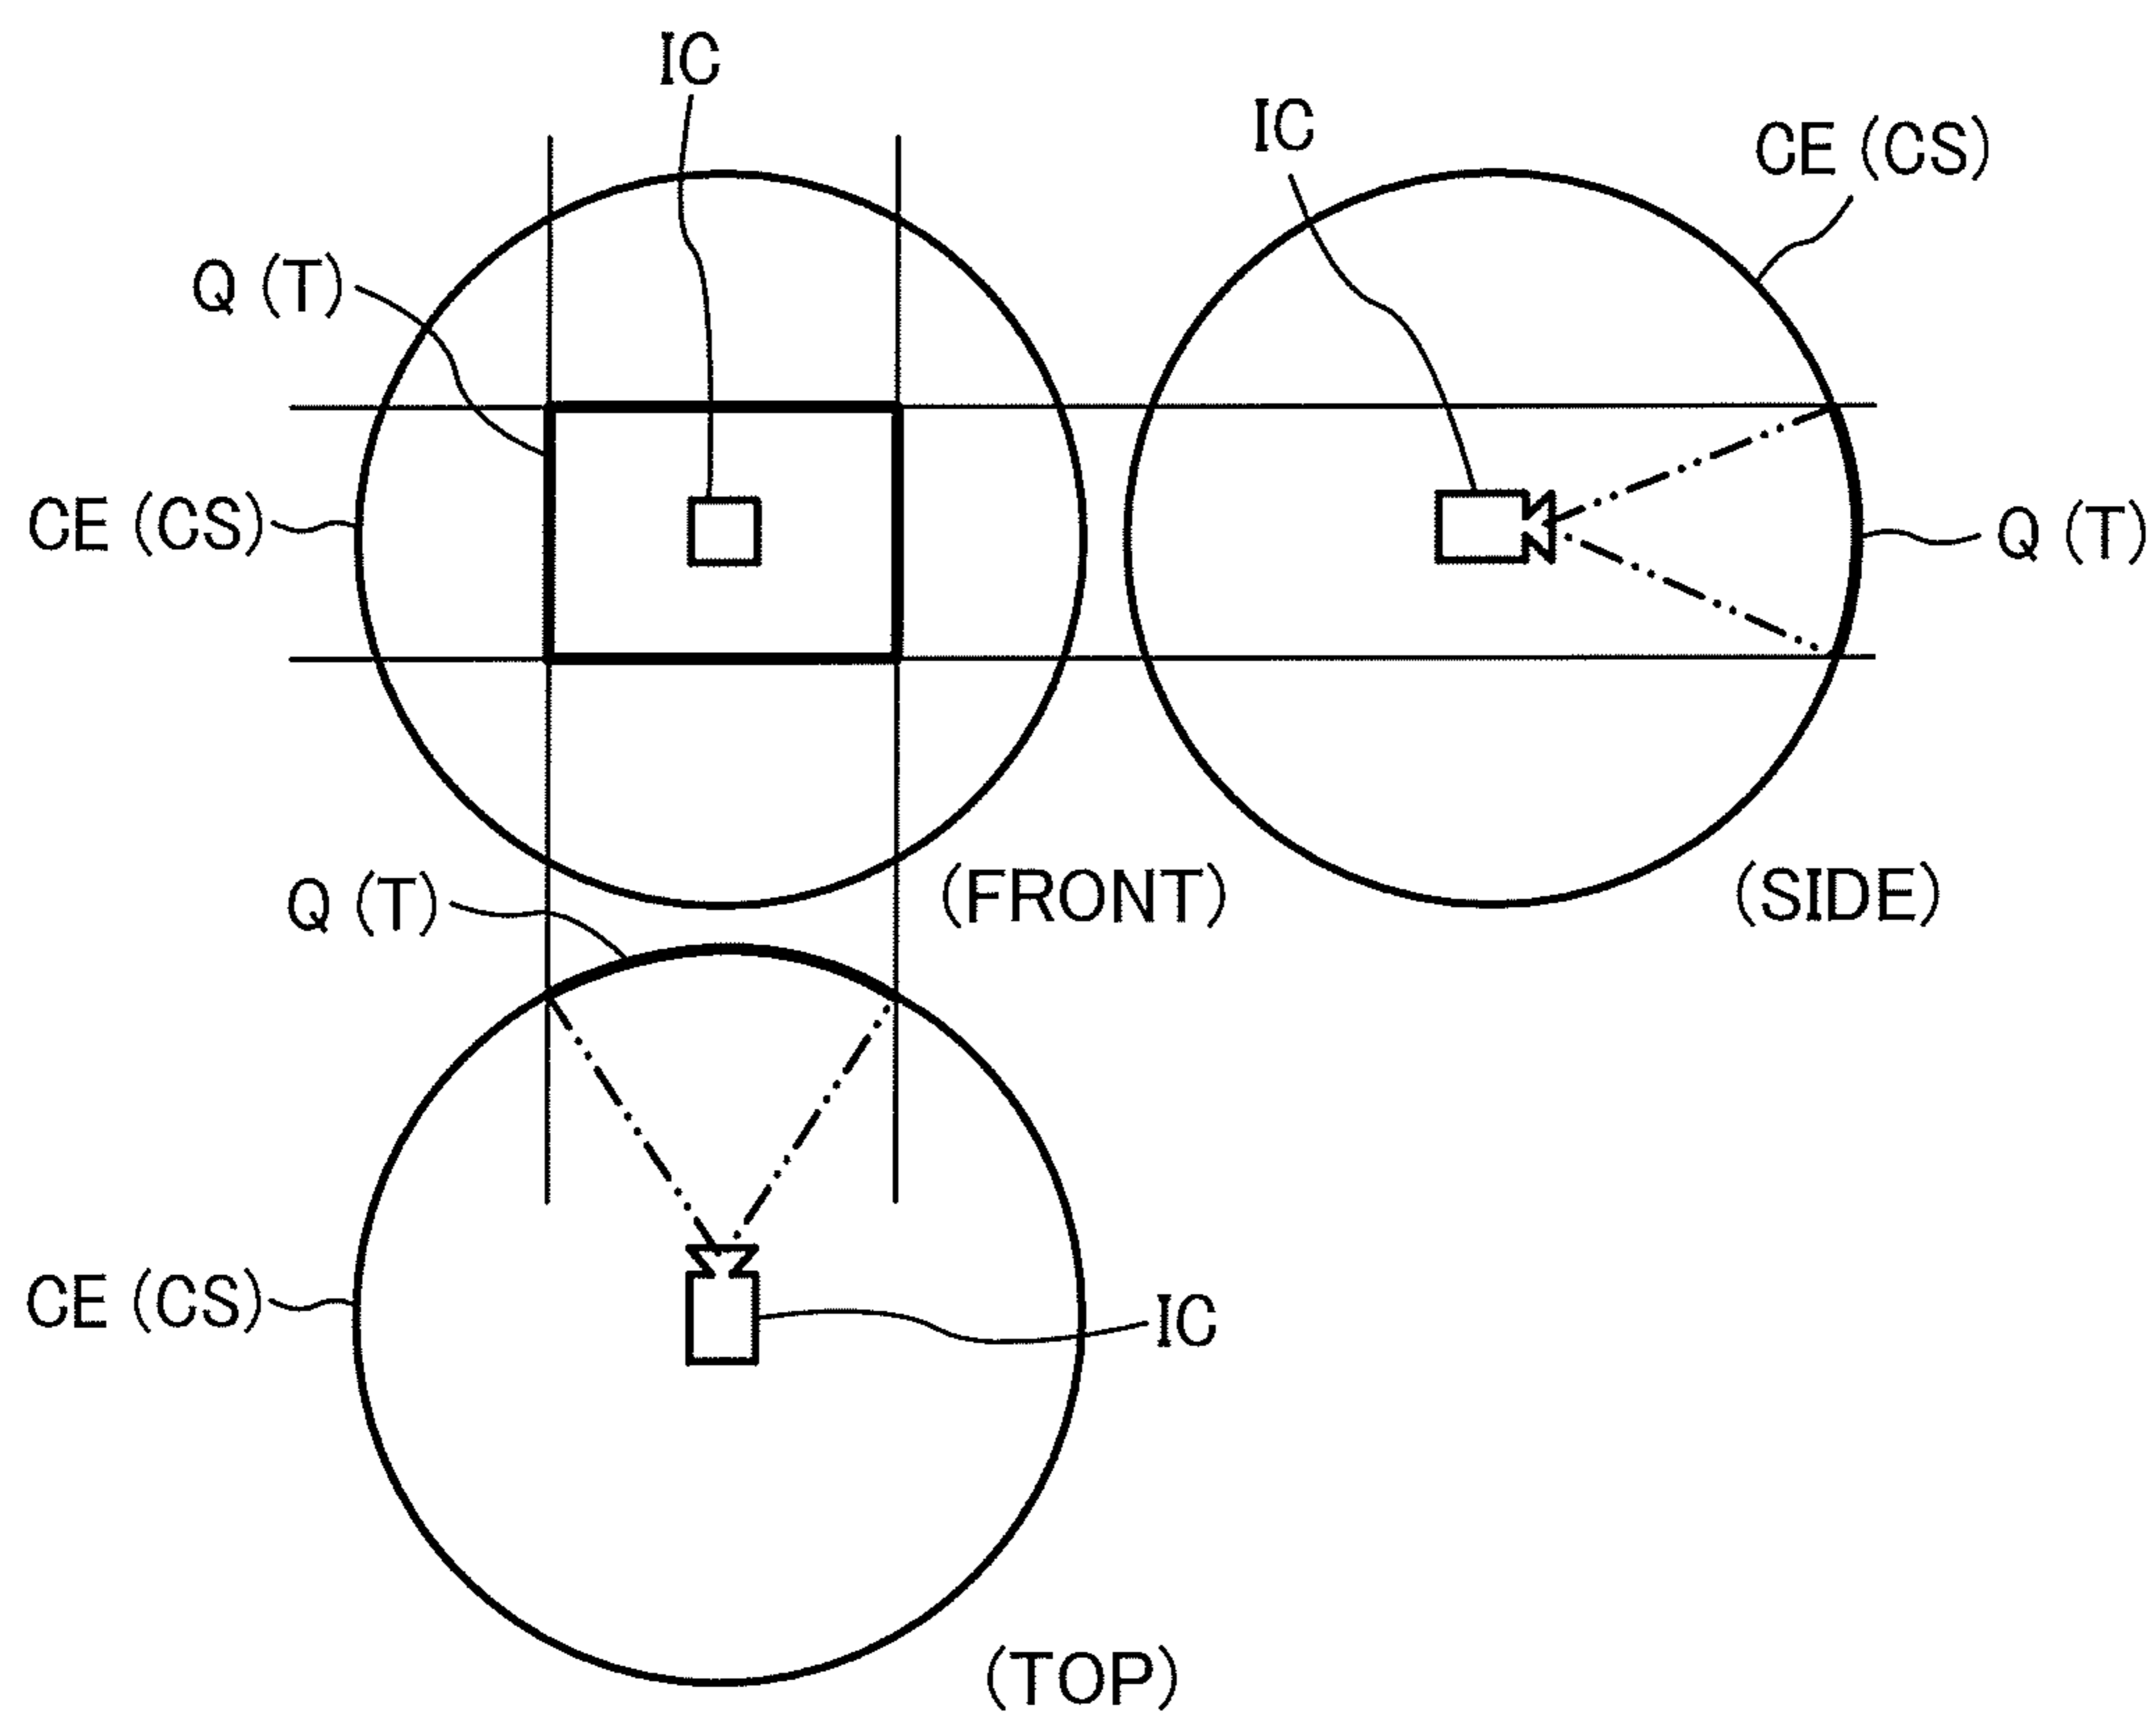 IC
IC
CE (CS)
Q (T)
CE (CS)
Q (T)
(FRONT)
(SIDE)
Q (T)
CE (CS)
IC
(TOP)